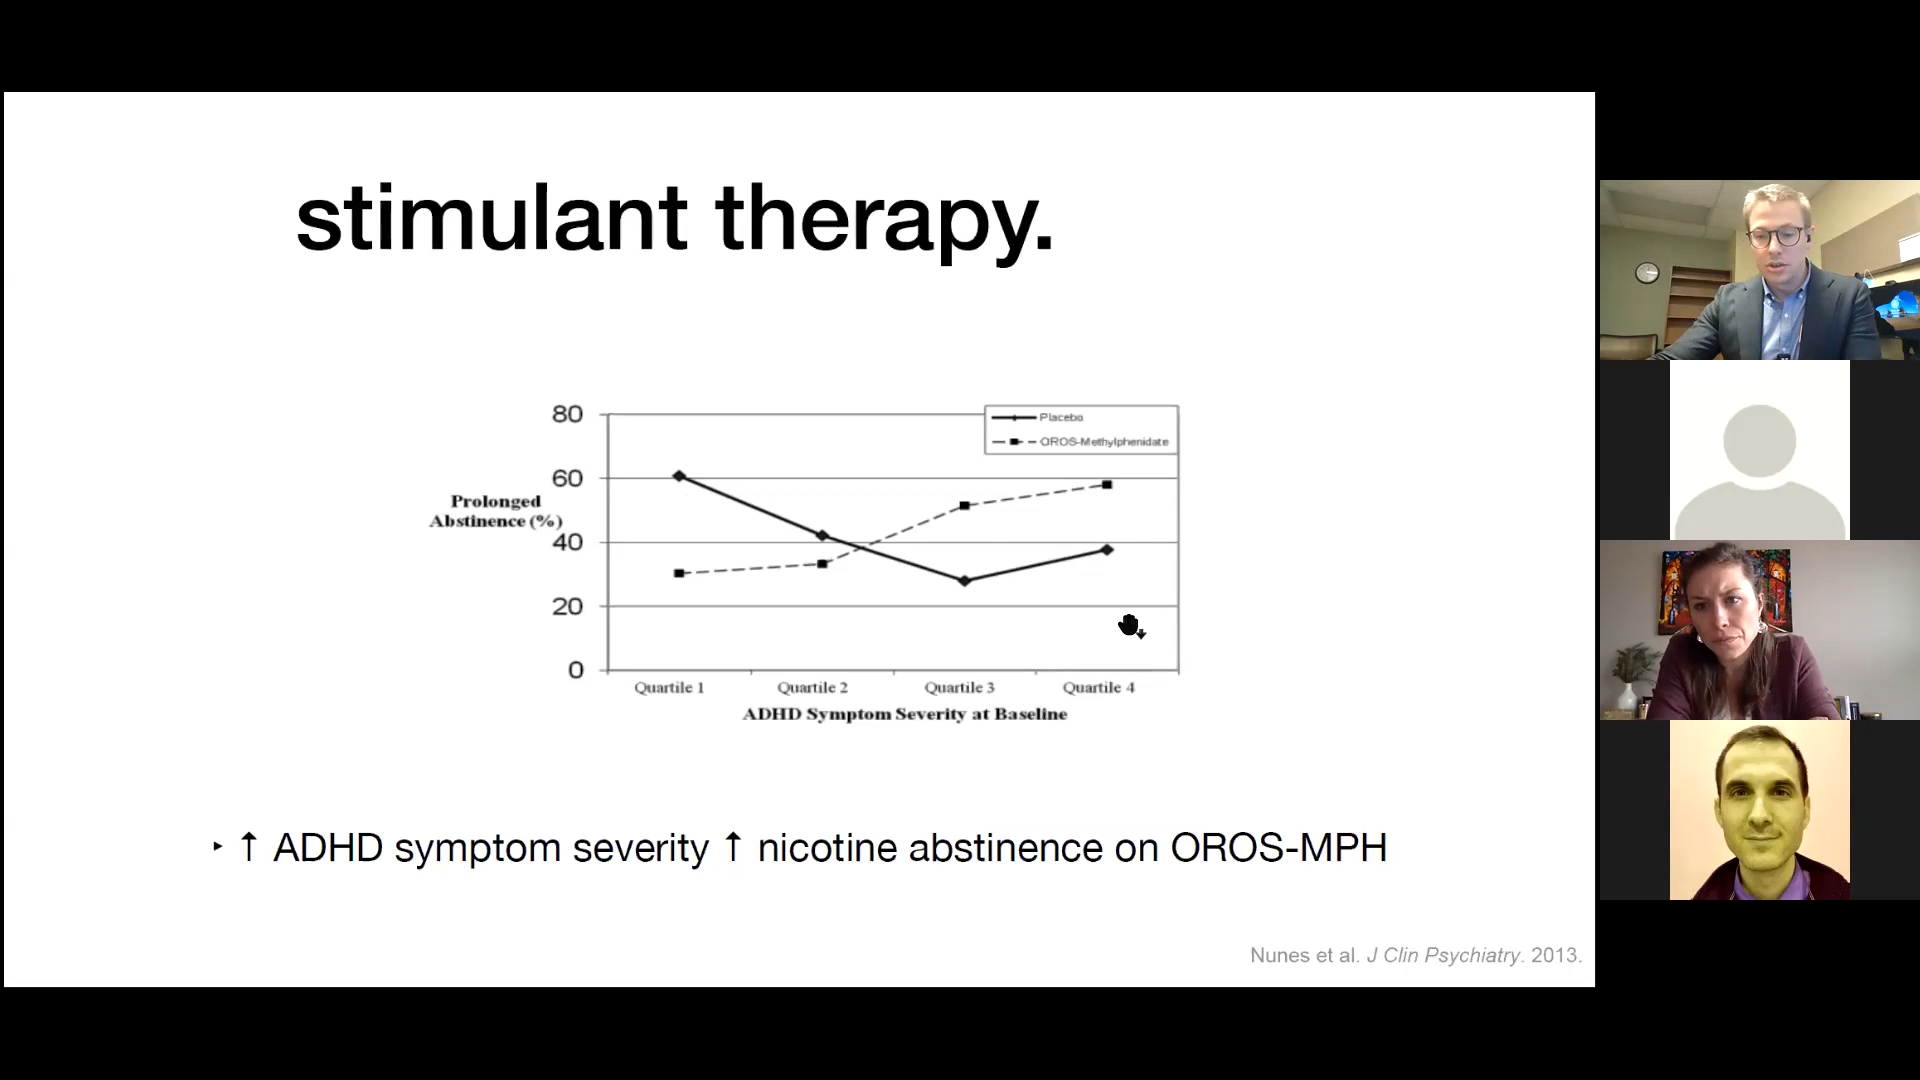 stimulant therapy.
80
60
40
20
0
Prolonged
Abstinence (%)
Placebo
OROS-Methylphenidate
Quartile 1
Quartile 2
Quartile 3
Quartile 4
ADHD Symptom Severity at Baseline
‣ ↑ ADHD symptom severity ↑ nicotine abstinence on OROS-MPH
Nunes et al. J Clin Psychiatry. 2013.